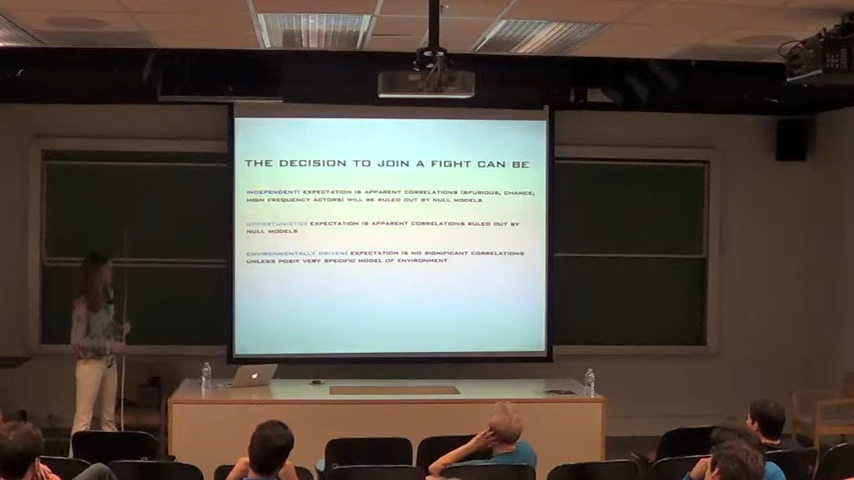 THE DECISION TO JOIN A FIGHT CAN BE
INDEPENDENT: EXPECTATION IS APPARENT CORRELATIONS (SPURIOUS, CHANCE,
HIGH FREQUENCY ACTORS) WILL BE RULED OUT BY NULL MODELS
OPPORTUNISTIC: EXPECTATION IS APPARENT CORRELATIONS RULED OUT BY
NULL MODELS
ENVIRONMENTALLY DRIVEN: EXPECTATION IS NO SIGNIFICANT CORRELATIONS
UNLESS POSIT VERY SPECIFIC MODEL OF ENVIRONMENT